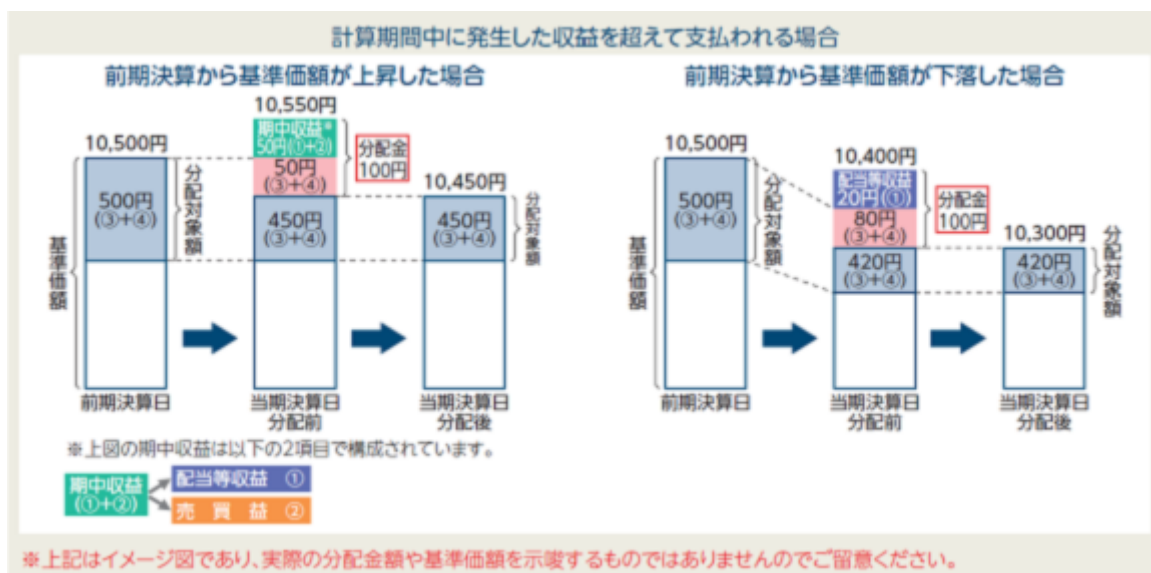 計算期間中に発生した収益を超えて支払われる場合
前期決算から基準価額が上昇した場合
10,550円
10,500円
期中収益※
50円(①+②)
50円
(③+④)
分配金
100円
10,450円
500円
(③+④)
分配対象額
450円
(③+④)
450円
(③+④)
分配対象額
基準価額
前期決算日
当期決算日
分配前
当期決算日
分配後
※上図の期中収益は以下の2項目で構成されています。
期中収益
(①+②)
配当等収益 ①
売買益 ②
前期決算から基準価額が下落した場合
10,500円
10,400円
配当等収益
20円(①)
80円
(③+④)
分配金
100円
10,300円
500円
(③+④)
分配対象額
420円
(③+④)
420円
(③+④)
分配対象額
基準価額
前期決算日
当期決算日
分配前
当期決算日
分配後
※上記はイメージ図であり、実際の分配金額や基準価額を示唆するものではありませんのでご留意ください。